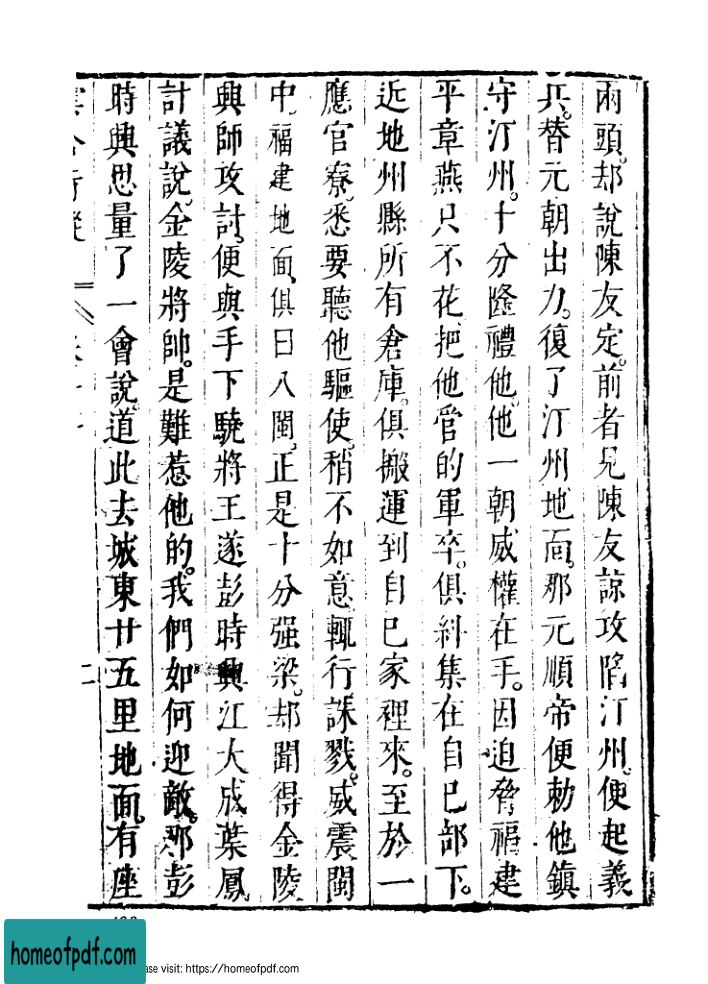 兩頭。却說陳友定。前者見陳友諒攻陷汀州。便起義
兵。替元朝出力。復了汀州地面。那元順帝便勅他鎮
守汀州。十分隆禮他。他一朝威權在手。因迫脅福建
平章燕只不花。把他管的軍卒。俱糾集在自已部下。
近地州縣所有倉庫。俱搬運到自已家裡來。至於一
應官寮。悉要聽他驅使。稍不如意。輒行誅戮。威震閩
中。福建地面。俱曰八閩。正是十分强梁。却聞得金陵
興師攻討。便與手下驍將王遂彭時興江大成葉鳳
計議說。金陵將帥。是難惹他的。我們如何迎敵。那彭
時興思量了一會說。道此去城東廿五里地面。有座
二
homeofpdf.com
ase visit: https://homeofpdf.com